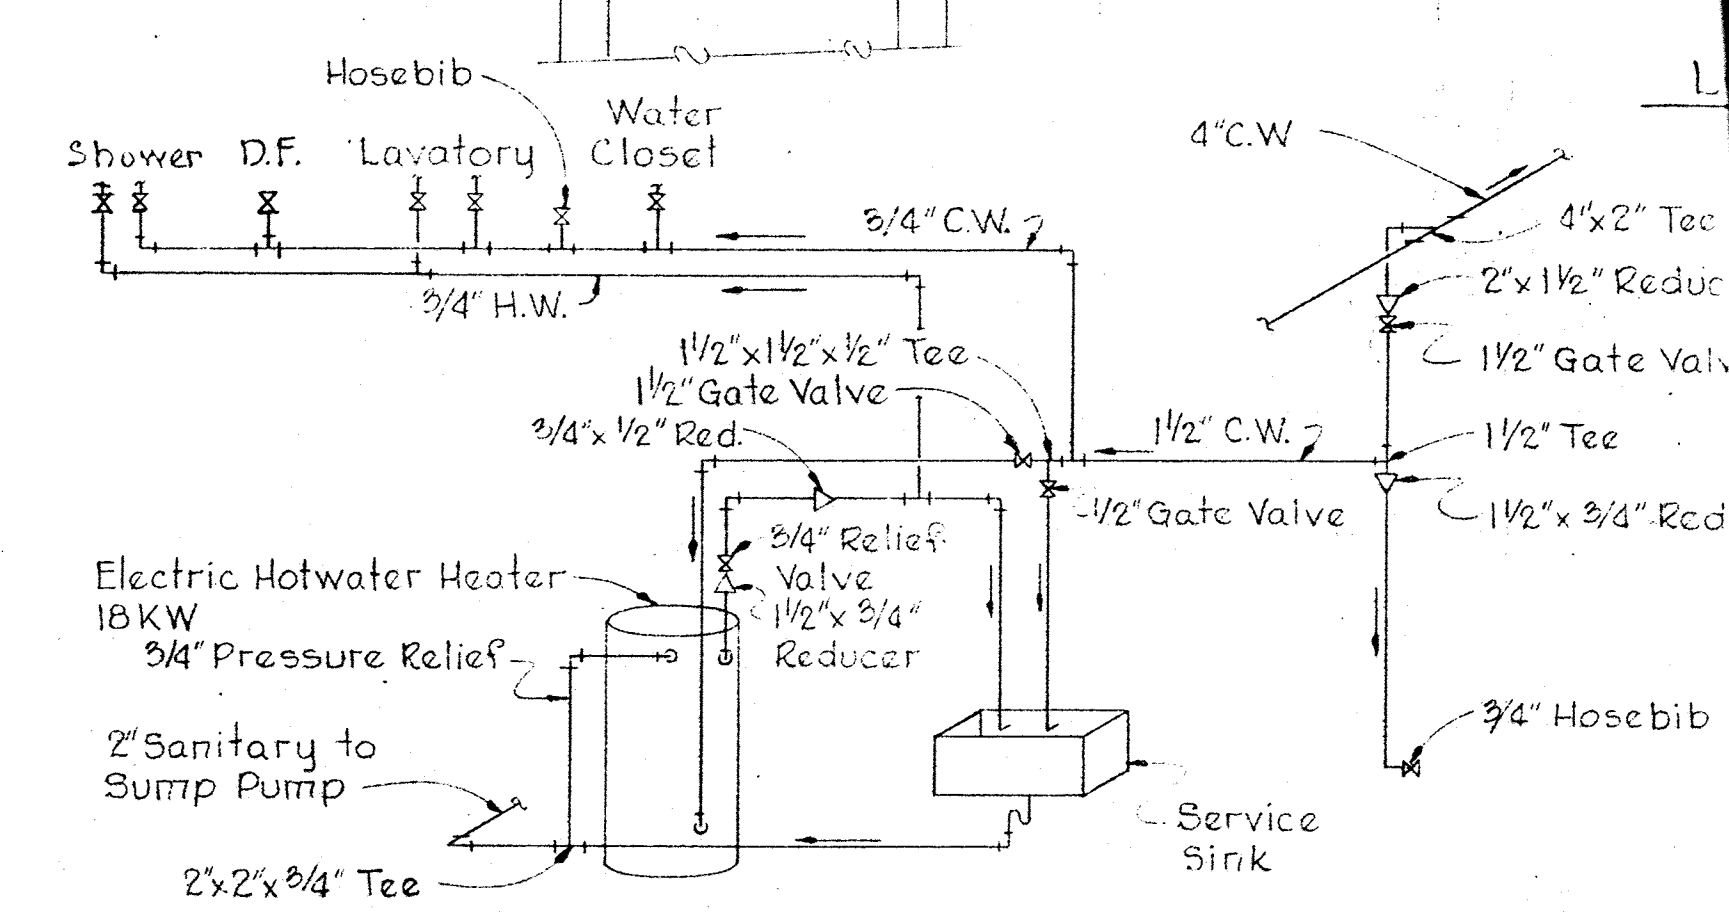 L
Hosebib
Water
Closet
4"C.W
Shower
D.F.
Lavatory
3/4" C.W.
4"x2" Tee
2"x1½" Reduc
3/4" H.W.
1½"x1½"x½" Tee
1½" Gate Valv
1½" Gate Valve
3/4"x ½" Red.
1½" C.W.
1½" Tee
½" Gate Valve
1½"x 3/4" Red
3/4" Relief
Valve
1½"x 3/4"
Reducer
Electric Hotwater Heater
18KW
3/4" Pressure Relief
2" Sanitary to
Sump Pump
3/4" Hosebib
Service
Sink
2"x2"x3/4" Tee